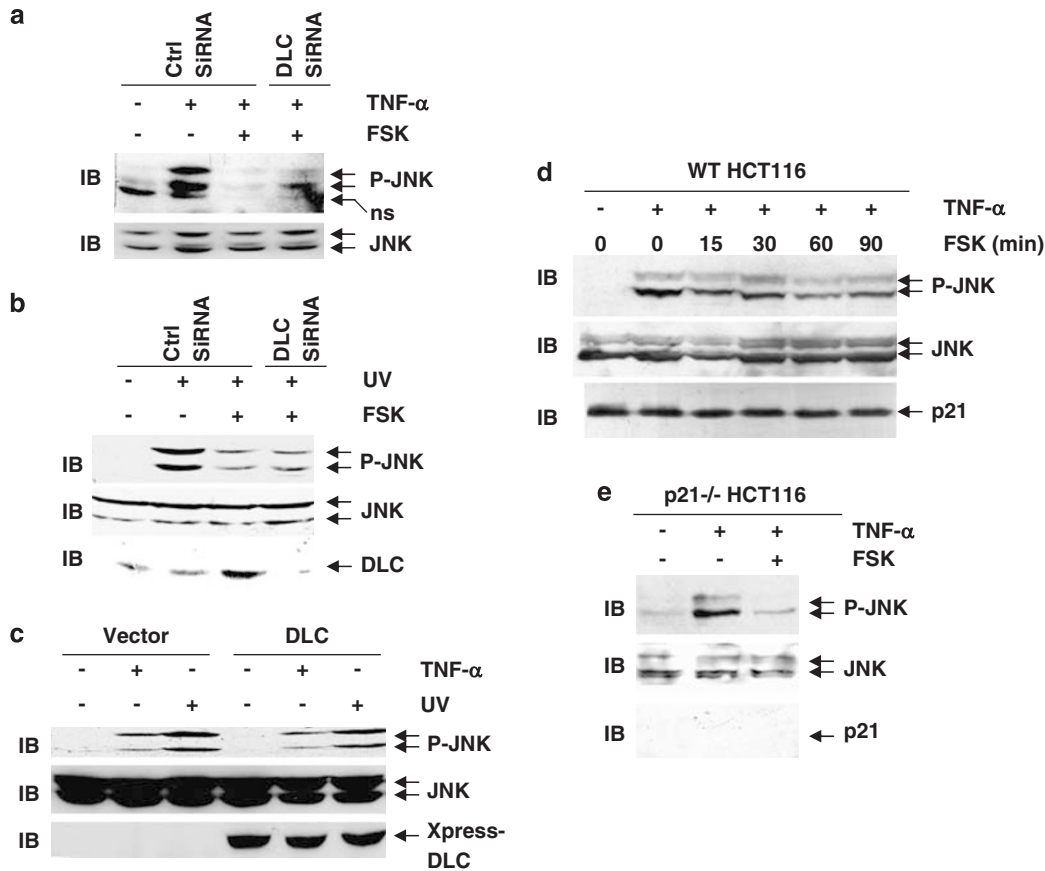 a
Ctrl SiRNA
DLC SiRNA
- + + + TNF-α
- - + + FSK
IB P-JNK
ns
IB JNK
b
Ctrl SiRNA
DLC SiRNA
- + + + UV
- - + + FSK
IB P-JNK
IB JNK
IB DLC
c
Vector DLC
- + - - + - TNF-α
- - + - - + UV
IB P-JNK
IB JNK
IB Xpress-
DLC
d
WT HCT116
- + + + + + TNF-α
0 0 15 30 60 90 FSK (min)
IB P-JNK
IB JNK
IB p21
e
p21-/- HCT116
- + + TNF-α
- - + FSK
IB P-JNK
IB JNK
IB p21